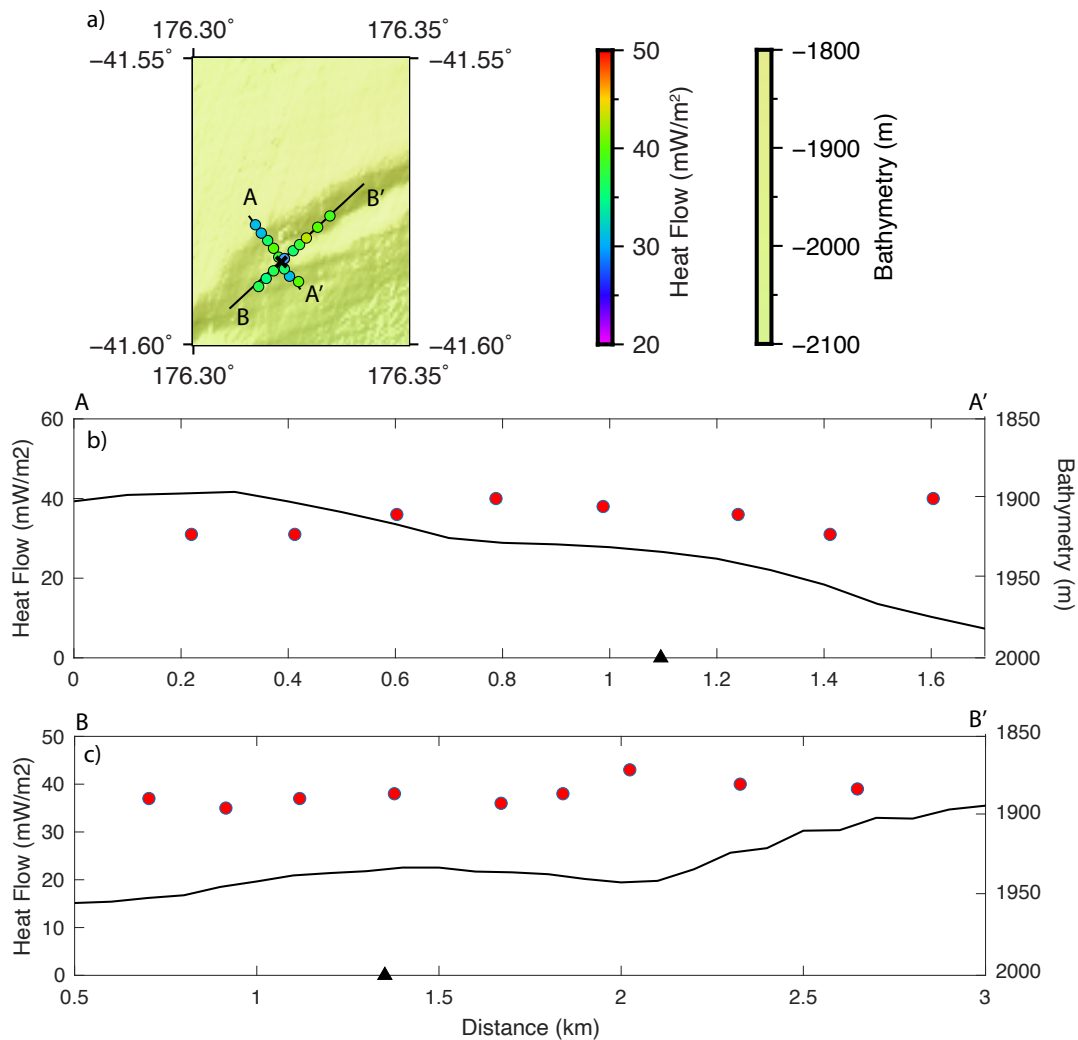 a)
176.30° 176.35°
−41.55° −41.55°
A
B'
A'
B
−41.60° −41.60°
176.30° 176.35°
50
40
30
20
Heat Flow (mW/m²)
−1800
−1900
−2000
−2100
Bathymetry (m)
A A'
b)
60
40
20
0
Heat Flow (mW/m2)
1850
1900
1950
2000
Bathymetry (m)
0 0.2 0.4 0.6 0.8 1 1.2 1.4 1.6
B B'
c)
50
40
30
20
10
0
Heat Flow (mW/m2)
1850
1900
1950
2000
0.5 1 1.5 2 2.5 3
Distance (km)